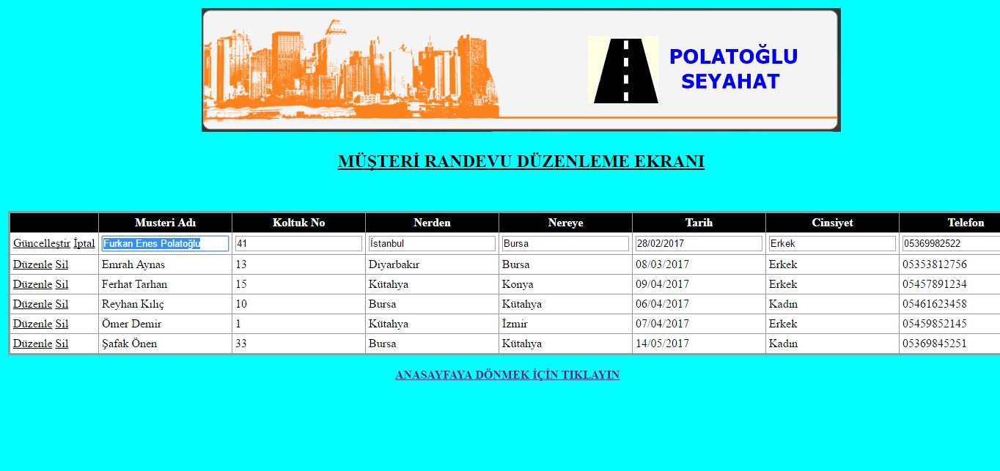 POLATOĞLU
SEYAHAT
MÜŞTERİ RANDEVU DÜZENLEME EKRANI
Musteri Adı Koltuk No Nerden Nereye Tarih Cinsiyet Telefon
Güncelleştir İptal Furkan Enes Polatoğlu 41 İstanbul Bursa 28/02/2017 Erkek 05369982522
Düzenle Sil Emrah Aynas 13 Diyarbakır Bursa 08/03/2017 Erkek 05353812756
Düzenle Sil Ferhat Tarhan 15 Kütahya Konya 09/04/2017 Erkek 05457891234
Düzenle Sil Reyhan Kılıç 10 Bursa Kütahya 06/04/2017 Kadın 05461623458
Düzenle Sil Ömer Demir 1 Kütahya İzmir 07/04/2017 Erkek 05459852145
Düzenle Sil Şafak Önen 33 Bursa Kütahya 14/05/2017 Kadın 05369845251
ANASAYFAYA DÖNMEK İÇİN TIKLAYIN